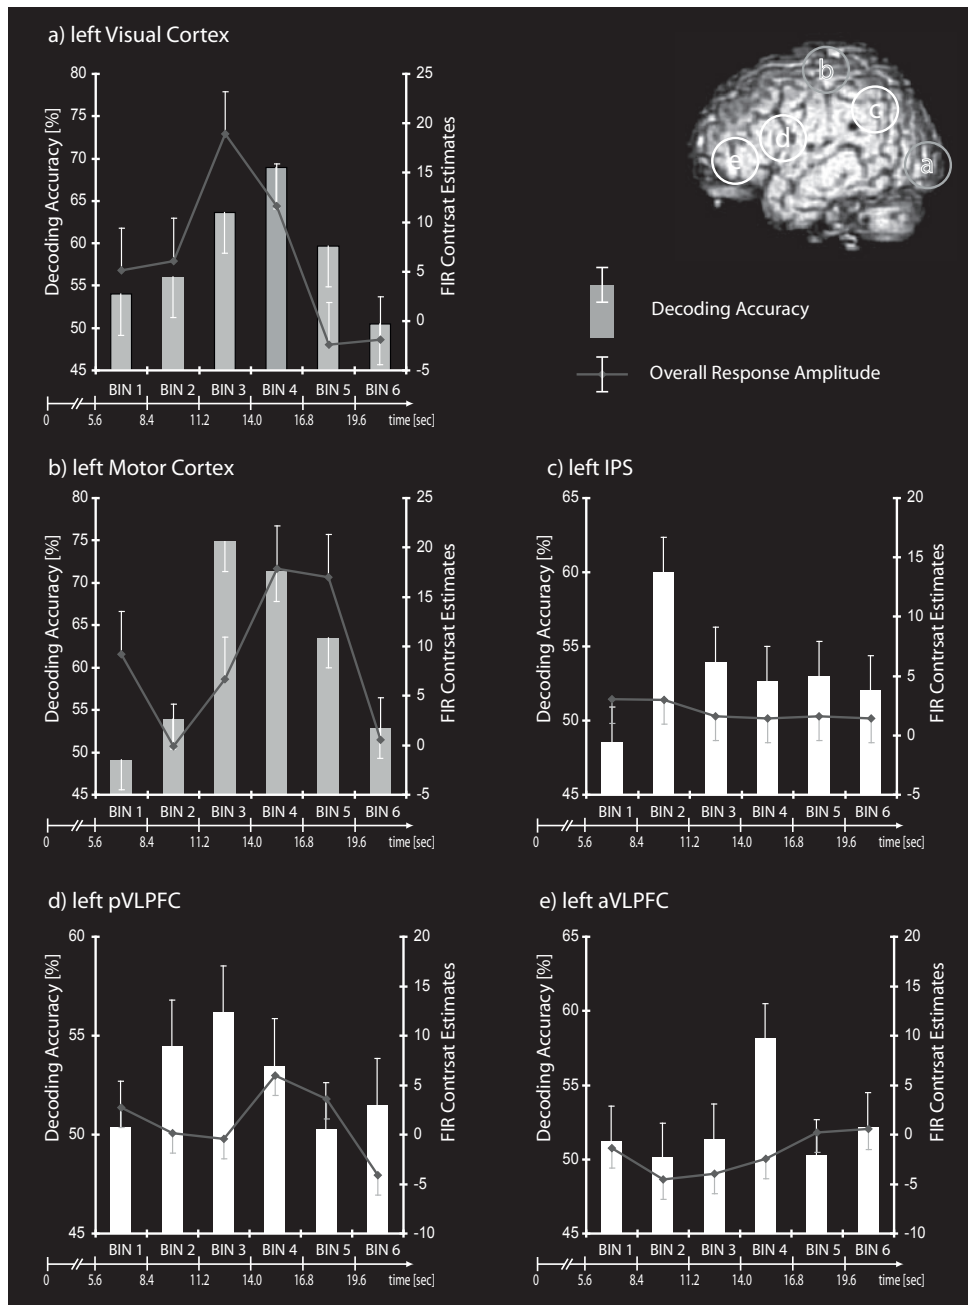 a) left Visual Cortex
Decoding Accuracy [%]
80
75
70
65
60
55
50
45
25
20
15
10
5
0
-5
FIR Contrsat Estimates
BIN 1 BIN 2 BIN 3 BIN 4 BIN 5 BIN 6
0 5.6 8.4 11.2 14.0 16.8 19.6 time [sec]
b
c
d
e
a
Decoding Accuracy
Overall Response Amplitude
b) left Motor Cortex
Decoding Accuracy [%]
80
75
70
65
60
55
50
45
25
20
15
10
5
0
-5
FIR Contrsat Estimates
BIN 1 BIN 2 BIN 3 BIN 4 BIN 5 BIN 6
0 5.6 8.4 11.2 14.0 16.8 19.6 time [sec]
c) left IPS
Decoding Accuracy [%]
65
60
55
50
45
20
15
10
5
0
-5
FIR Contrsat Estimates
BIN 1 BIN 2 BIN 3 BIN 4 BIN 5 BIN 6
0 5.6 8.4 11.2 14.0 16.8 19.6 time [sec]
d) left pVLPFC
Decoding Accuracy [%]
60
55
50
45
20
15
10
5
0
-5
-10
FIR Contrsat Estimates
BIN 1 BIN 2 BIN 3 BIN 4 BIN 5 BIN 6
0 5.6 8.4 11.2 14.0 16.8 19.6 time [sec]
e) left aVLPFC
Decoding Accuracy [%]
65
60
55
50
45
20
15
10
5
0
-5
-10
FIR Contrsat Estimates
BIN 1 BIN 2 BIN 3 BIN 4 BIN 5 BIN 6
0 5.6 8.4 11.2 14.0 16.8 19.6 time [sec]